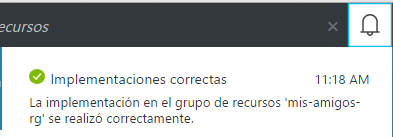 ecursos
Implementaciones correctas 11:18 AM
La implementación en el grupo de recursos 'mis-amigos-
rg' se realizó correctamente.